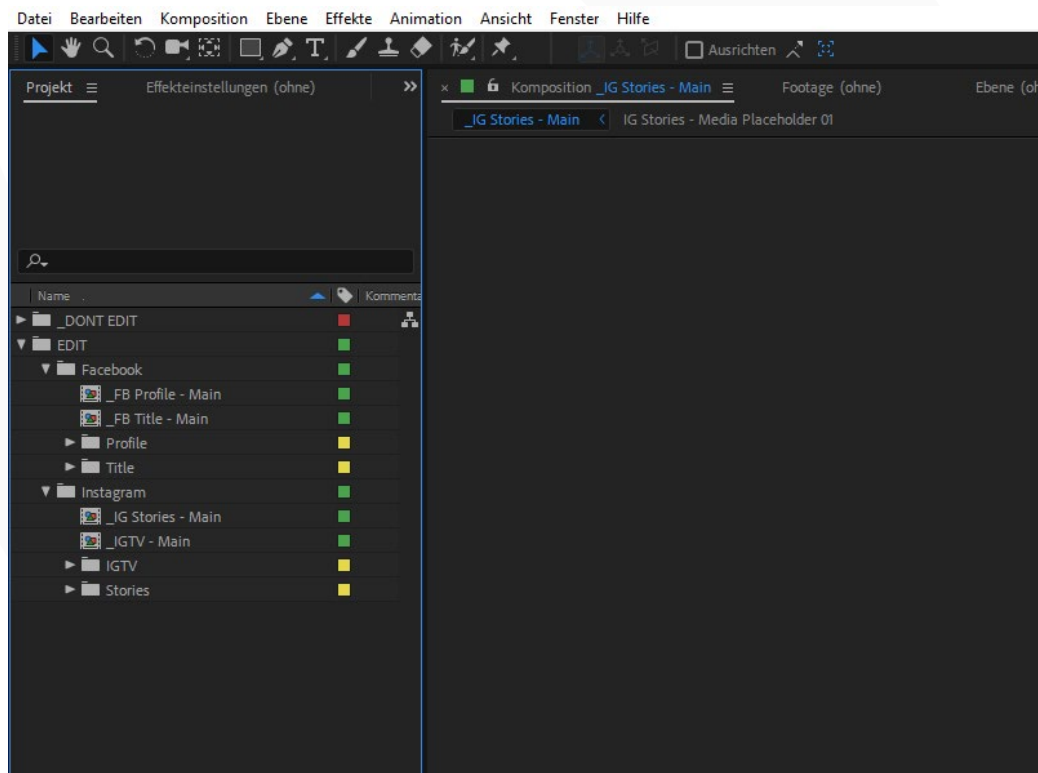 Datei Bearbeiten Komposition Ebene Effekte Animation Ansicht Fenster Hilfe
Ausrichten
Projekt Effekteinstellungen (ohne)
Komposition _IG Stories - Main Footage (ohne) Ebene
_IG Stories - Main IG Stories - Media Placeholder 01
Name
_DONT EDIT
EDIT
Facebook
_FB Profile - Main
_FB Title - Main
Profile
Title
Instagram
_IG Stories - Main
_IGTV - Main
IGTV
Stories